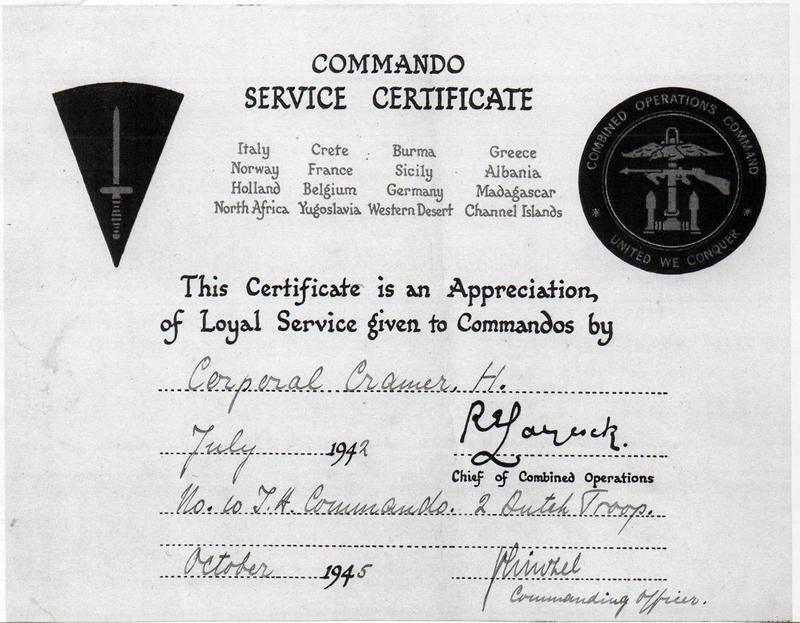 COMMANDO
SERVICE CERTIFICATE
COMBINED OPERATIONS COMMAND
UNITED WE CONQUER
Italy Crete Burma Greece
Norway France Sicily Albania
Holland Belgium Germany Madagascar
North Africa Yugoslavia Western Desert Channel Islands
This Certificate is an Appreciation,
of Loyal Service given to Commandos by
Corporal Cramer. H.
July 1942
R E Laycock.
Chief of Combined Operations
No. 10 I.A. Commando. 2 Dutch Troop.
October 1945
Commanding Officer.